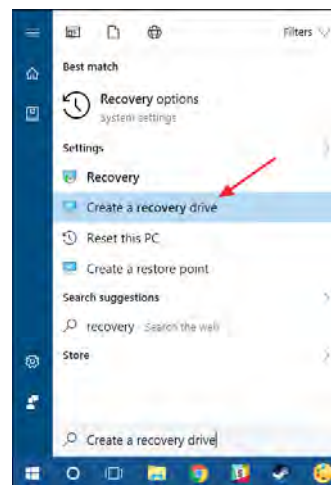 Filters
Best match
Recovery options
System settings
Settings
Recovery
Create a recovery drive
Reset this PC
Create a restore point
Search suggestions
recovery - Search the web
Store
Create a recovery drive